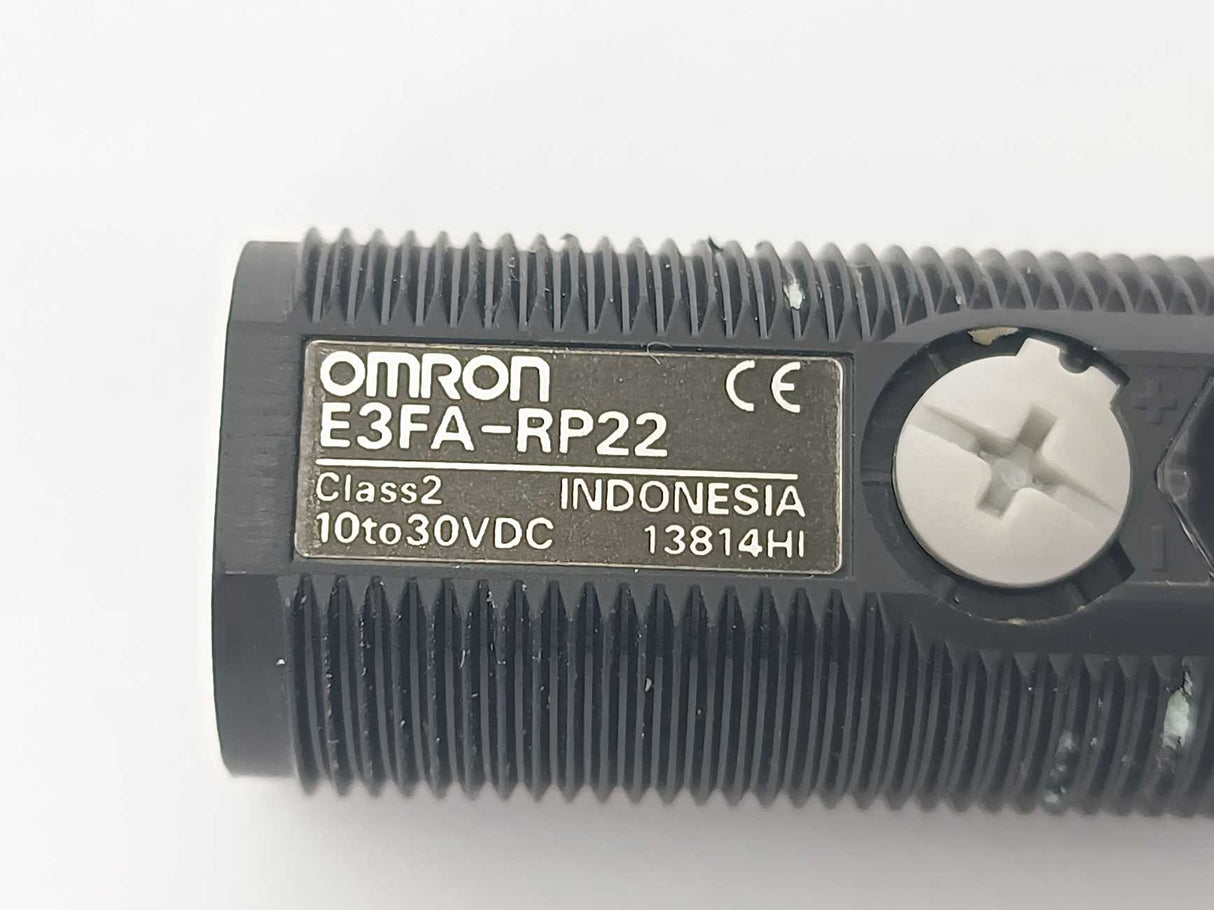 OMRON CE
E3FA-RP22
Class2 INDONESIA
10to30VDC 13814HI
+
−